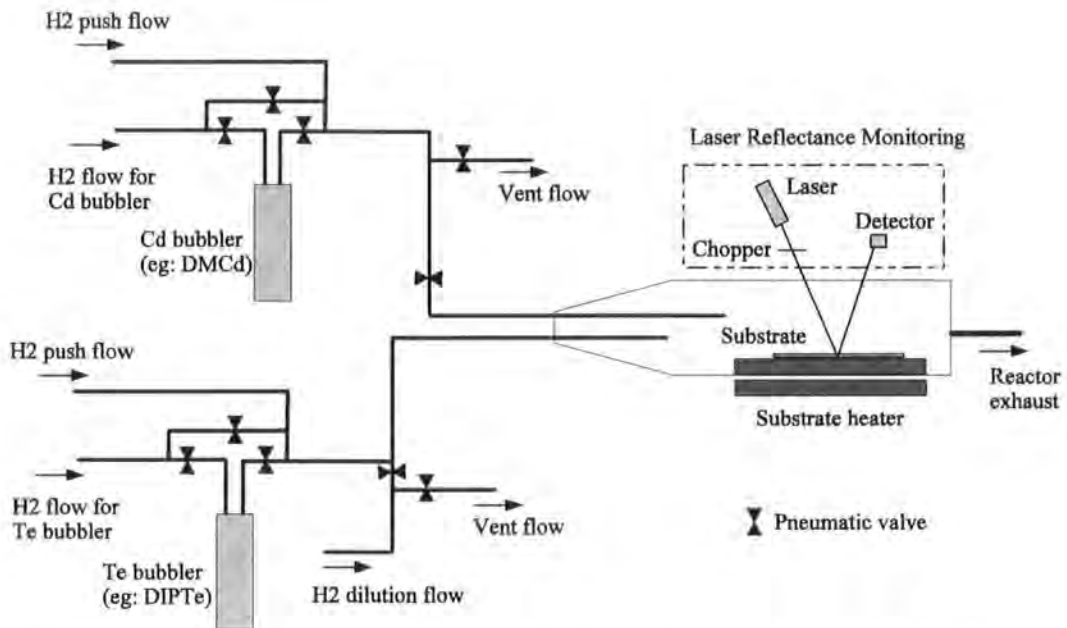 H2 push flow
H2 flow for
Cd bubbler
Cd bubbler
(eg: DMCd)
Vent flow
Laser Reflectance Monitoring
Laser
Detector
Chopper
Substrate
Reactor
exhaust
Substrate heater
H2 push flow
H2 flow for
Te bubbler
Te bubbler
(eg: DIPTe)
Vent flow
H2 dilution flow
Pneumatic valve